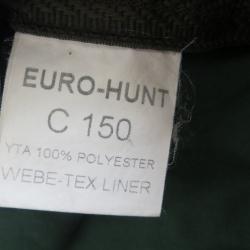 EURO-HUNT
C 150
YTA 100% POLYESTER
WEBE-TEX LINER